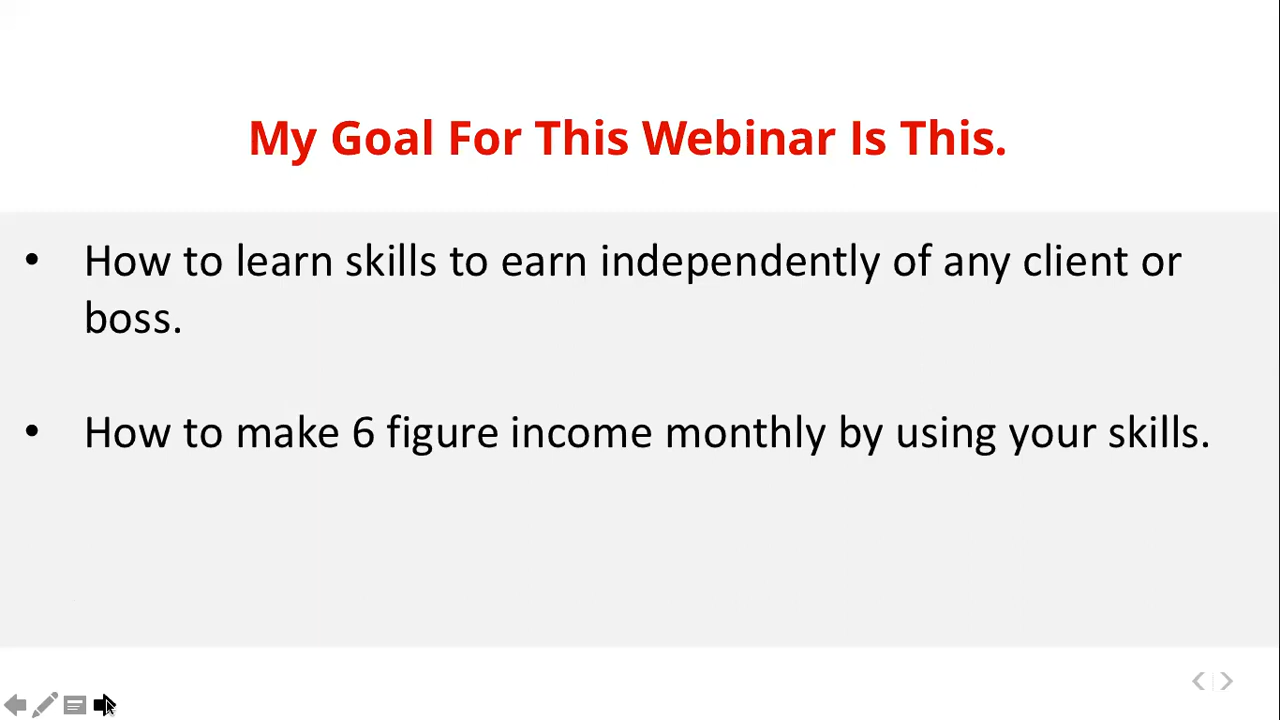 My Goal For This Webinar Is This.
• How to learn skills to earn independently of any client or
boss.
• How to make 6 figure income monthly by using your skills.